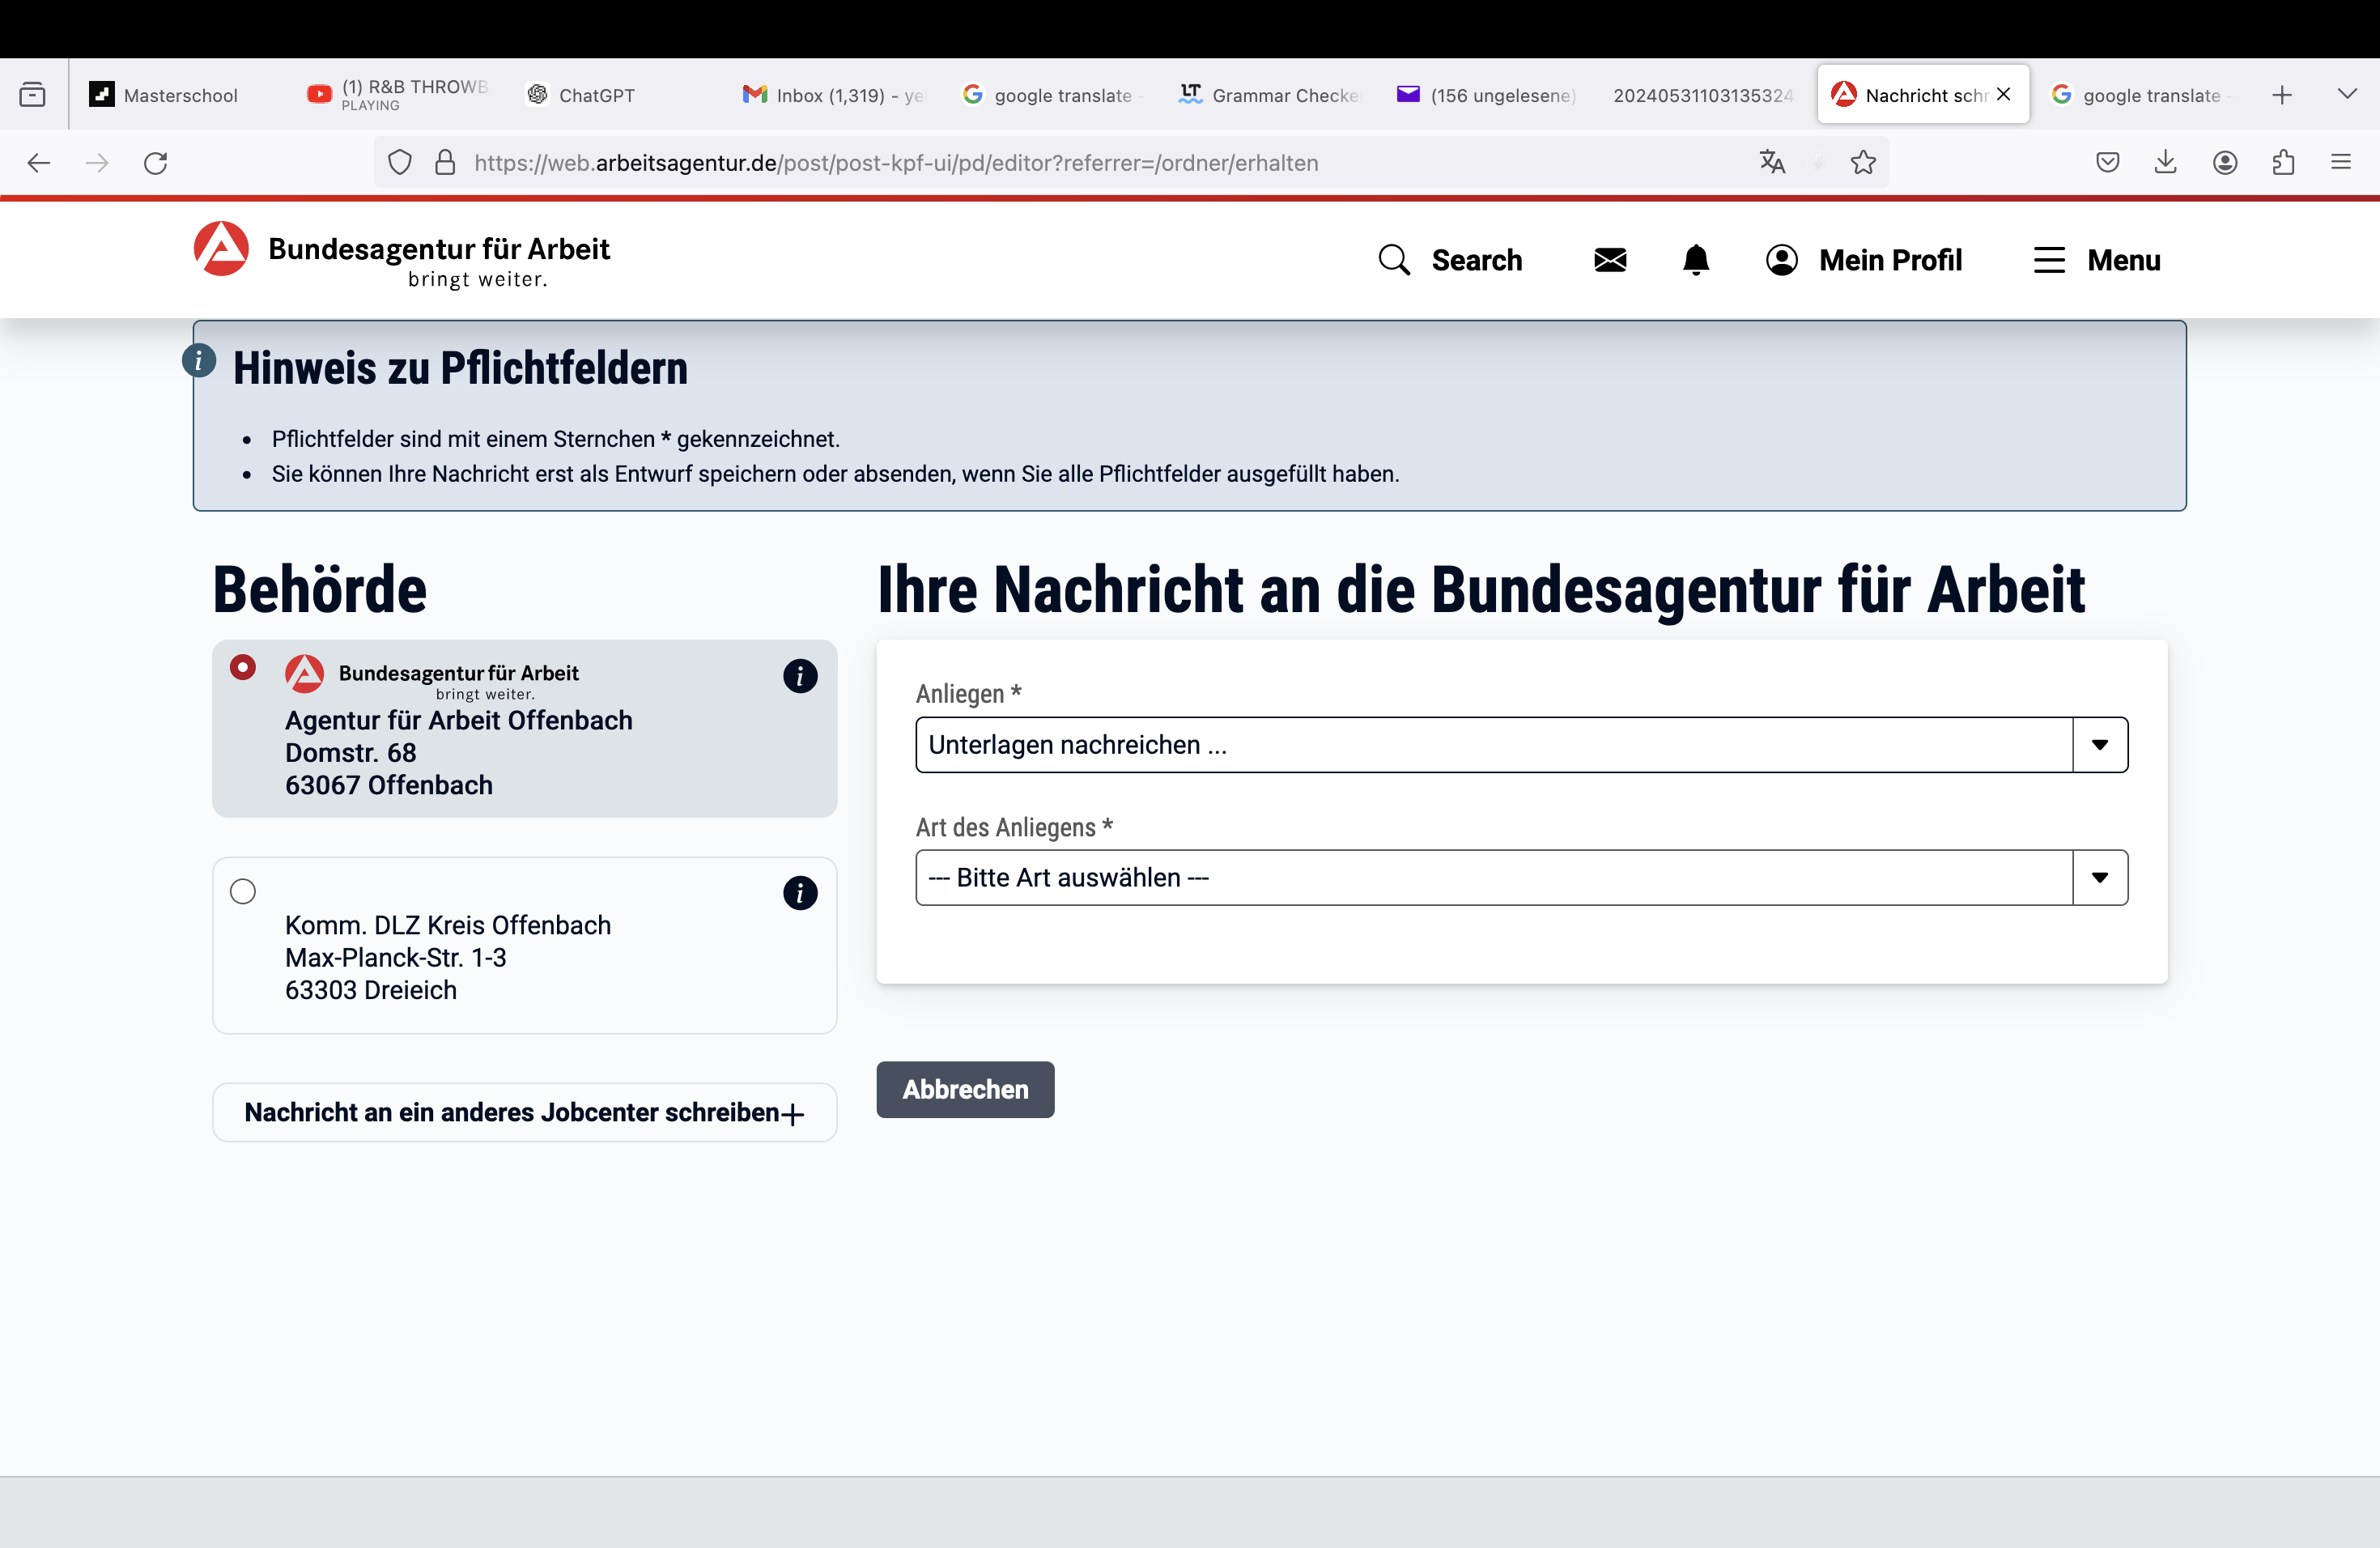 Masterschool
(1) R&B THROWB
PLAYING
ChatGPT
Inbox (1,319) - ye
google translate -
Grammar Checke
(156 ungelesene)
20240531103135324
Nachricht schr
google translate -
https://web.arbeitsagentur.de/post/post-kpf-ui/pd/editor?referrer=/ordner/erhalten
Bundesagentur für Arbeit
bringt weiter.
Search
Mein Profil
Menu
Hinweis zu Pflichtfeldern
• Pflichtfelder sind mit einem Sternchen * gekennzeichnet.
• Sie können Ihre Nachricht erst als Entwurf speichern oder absenden, wenn Sie alle Pflichtfelder ausgefüllt haben.
Behörde
Bundesagentur für Arbeit
bringt weiter.
Agentur für Arbeit Offenbach
Domstr. 68
63067 Offenbach
Komm. DLZ Kreis Offenbach
Max-Planck-Str. 1-3
63303 Dreieich
Nachricht an ein anderes Jobcenter schreiben
Ihre Nachricht an die Bundesagentur für Arbeit
Anliegen *
Unterlagen nachreichen ...
Art des Anliegens *
--- Bitte Art auswählen ---
Abbrechen